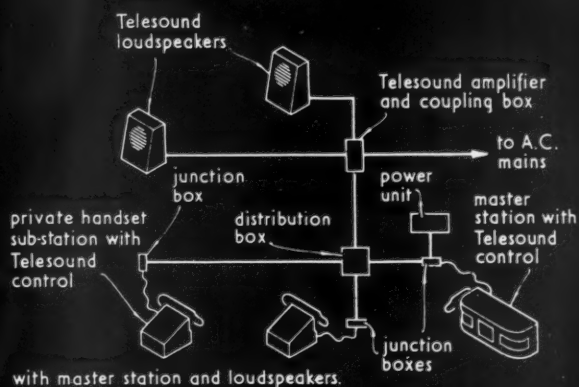 Telesound
loudspeakers
Telesound amplifier
and coupling box
to A.C.
mains
junction
box
power
unit
master
station with
Telesound
control
private handset
sub-station with
Telesound
control
distribution
box
junction
boxes
with master station and loudspeakers.